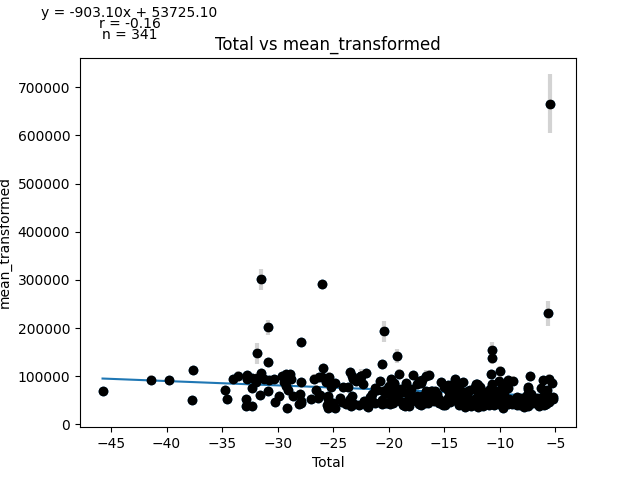 y = -903.10x + 53725.10
r = -0.16
n = 341
Total vs mean_transformed
700000
600000
500000
400000
300000
200000
100000
0
mean_transformed
−45
−40
−35
−30
−25
−20
−15
−10
−5
Total